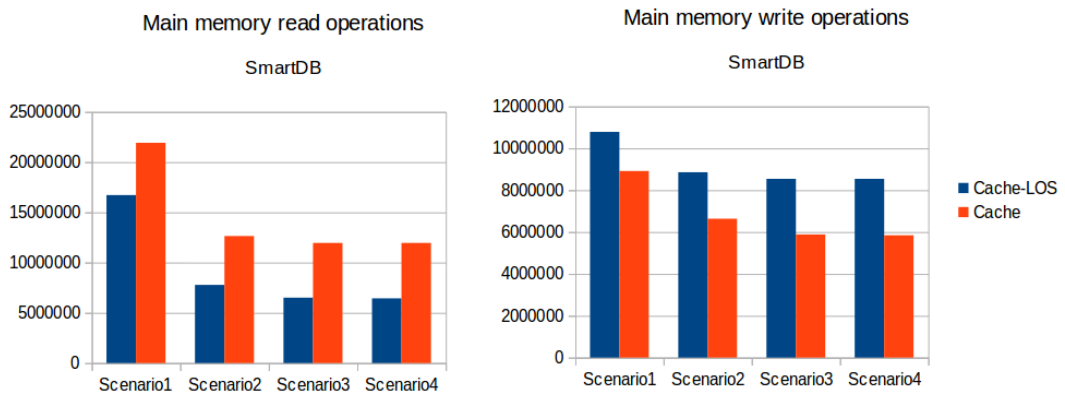 Main memory read operations
SmartDB
25000000
20000000
15000000
10000000
5000000
0
Scenario1 Scenario2 Scenario3 Scenario4
Main memory write operations
SmartDB
12000000
10000000
8000000
6000000
4000000
2000000
0
Scenario1 Scenario2 Scenario3 Scenario4
Cache-LOS
Cache